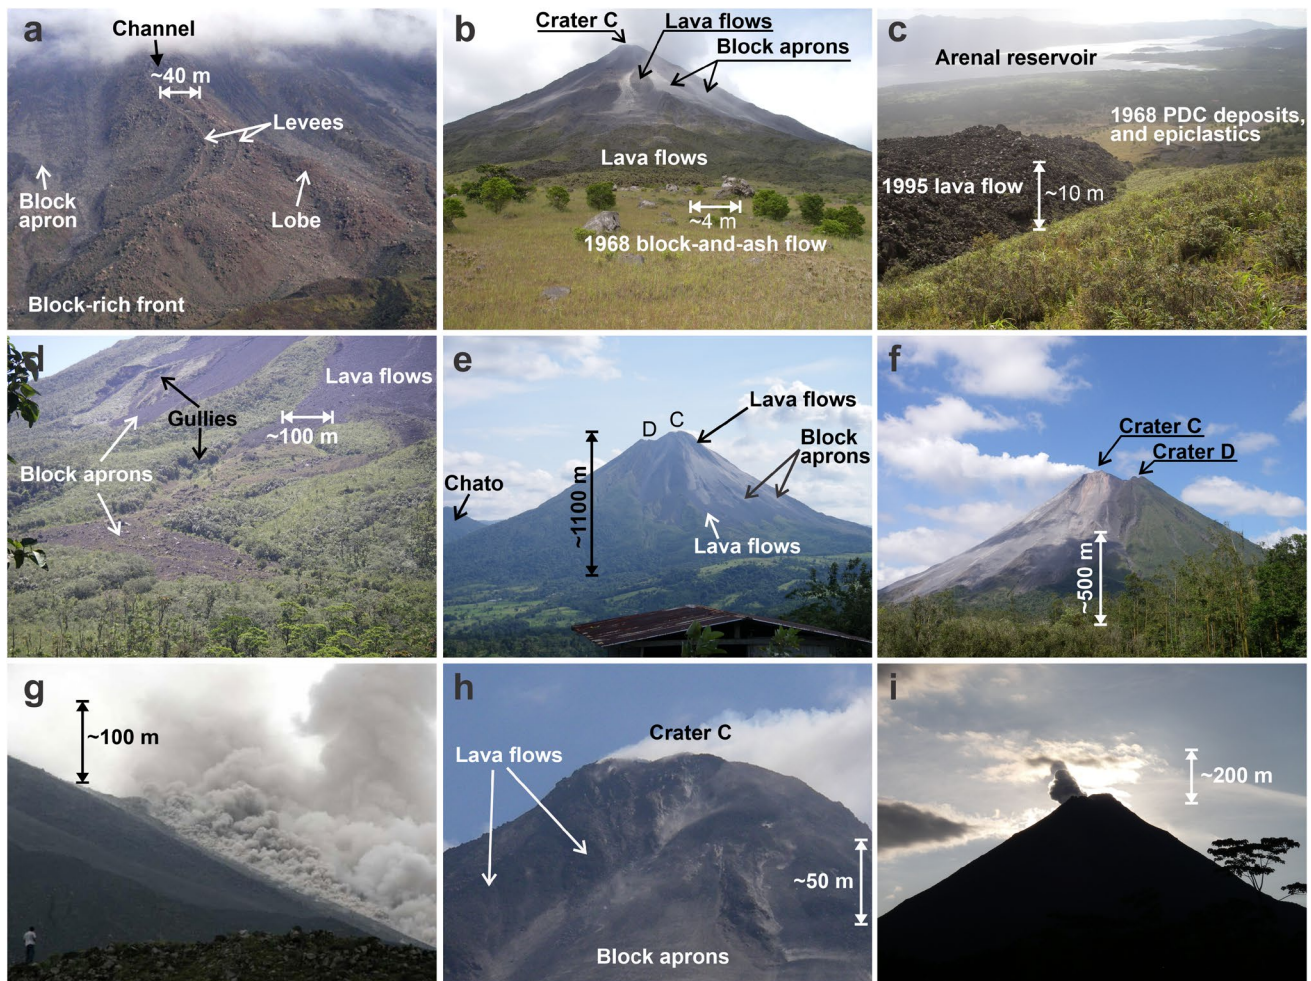 a
Channel
~40 m
Levees
Block
apron
Lobe
Block-rich front
b
Crater C
Lava flows
Block aprons
Lava flows
~4 m
1968 block-and-ash flow
c
Arenal reservoir
1968 PDC deposits,
and epiclastics
1995 lava flow
~10 m
d
Lava flows
Gullies
~100 m
Block aprons
e
D
C
Lava flows
Block
aprons
Chato
~1100 m
Lava flows
f
Crater C
Crater D
~500 m
g
~100 m
h
Crater C
Lava flows
~50 m
Block aprons
i
~200 m